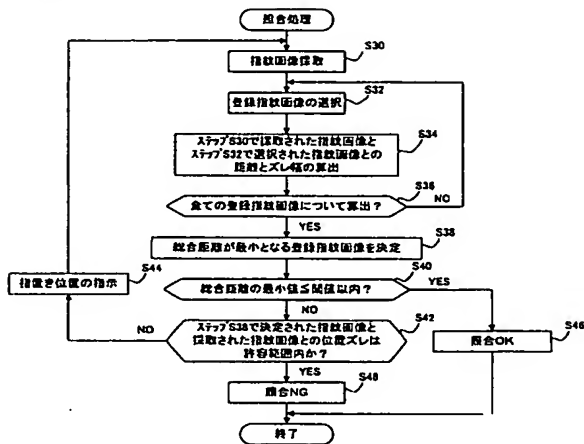 照合処理
S30
指紋画像採取
S32
登録指紋画像の選択
S34
ステップS30で採取された指紋画像と
ステップS32で選択された指紋画像との
距離とズレ幅の算出
S36
全ての登録指紋画像について算出？
NO
YES
S38
総合距離が最小となる登録指紋画像を決定
S44
指置き位置の指示
S40
総合距離の最小値≦閾値以内？
YES
NO
S42
ステップS38で決定された指紋画像と
採取された指紋画像との位置ズレは
許容範囲内か？
NO
S46
照合OK
YES
S48
照合NG
終了